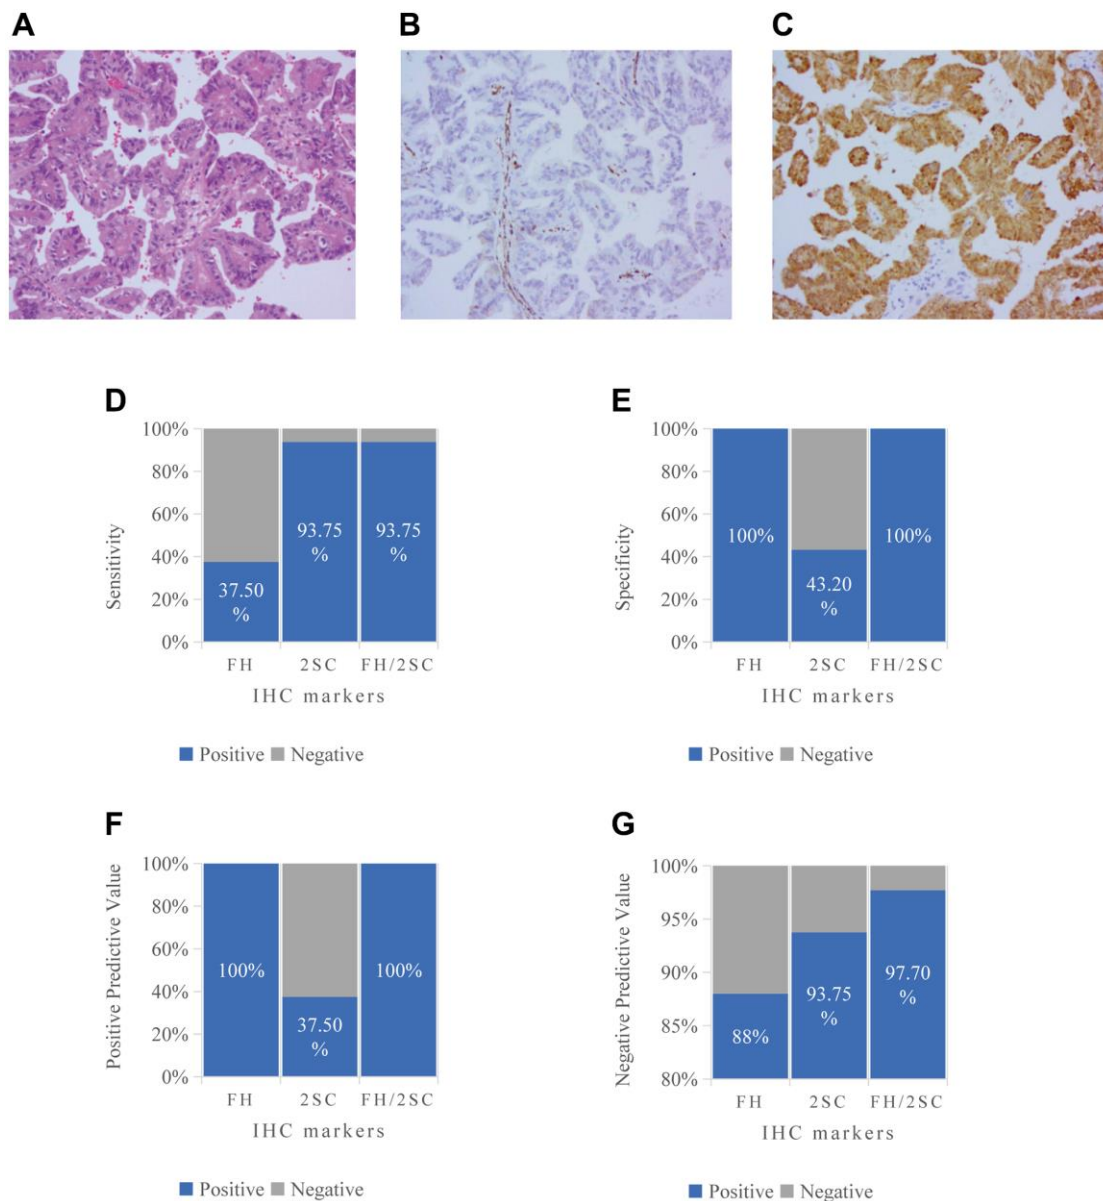 A
B
C
D
100%
80%
60%
40%
20%
0%
Sensitivity
37.50
%
93.75
%
93.75
%
FH
2SC
FH/2SC
IHC markers
Positive
Negative
E
100%
80%
60%
40%
20%
0%
Specificity
100%
43.20
%
100%
FH
2SC
FH/2SC
IHC markers
Positive
Negative
F
100%
80%
60%
40%
20%
0%
Positive Predictive Value
100%
37.50
%
100%
FH
2SC
FH/2SC
IHC markers
Positive
Negative
G
100%
95%
90%
85%
80%
Negative Predictive Value
88%
93.75
%
97.70
%
FH
2SC
FH/2SC
IHC markers
Positive
Negative